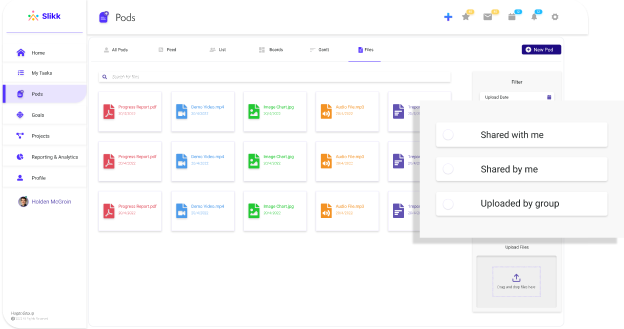 Slikk
Pods
Home
My Tasks
Pods
Goals
Projects
Reporting & Analytics
Profile
Holden McGroin
All Pods
Feed
List
Boards
Gantt
Files
New Pod
Search for files
Progress Report.pdf
Demo Video.mp4
Image Chart.jpg
Audio File.mp4
Progress Report.pdf
Demo Video.mp4
Image Chart.jpg
Audio File.mp4
Progress Report.pdf
Demo Video.mp4
Image Chart.jpg
Audio File.mp4
Filter
Upload Date
Shared with me
Shared by me
Uploaded by group
Upload Files
Drag and drop files here